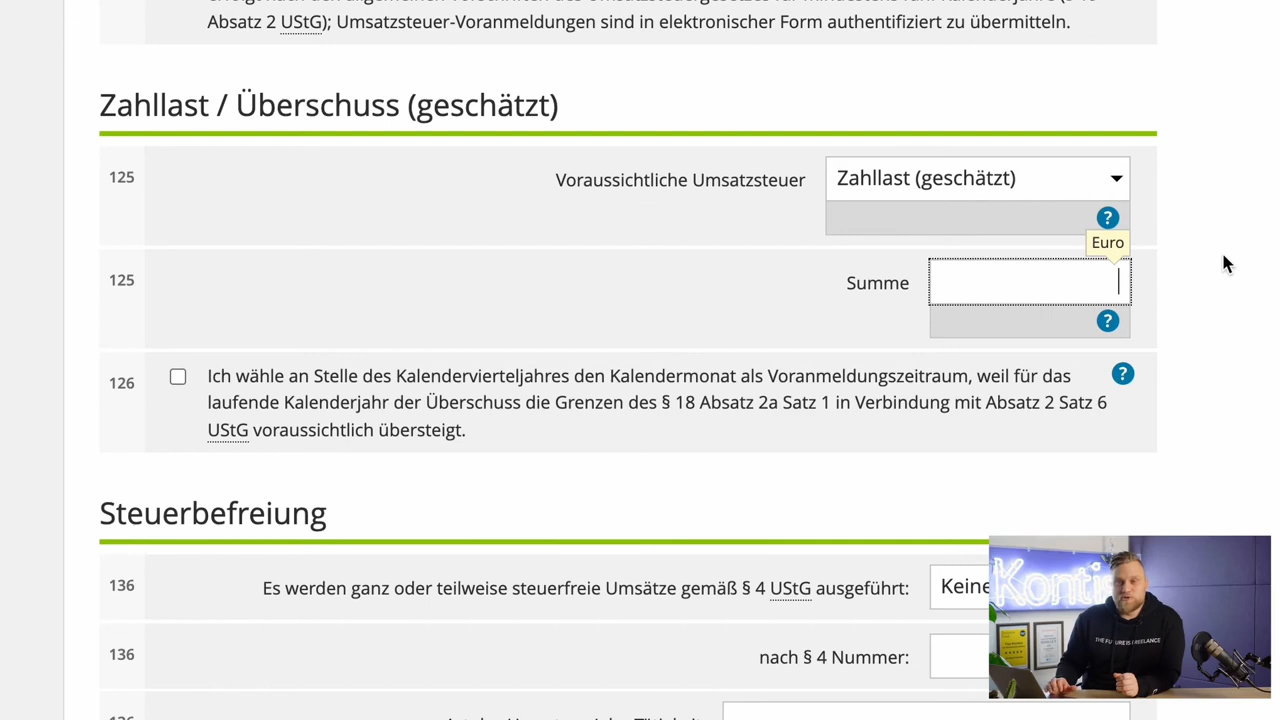 Absatz 2 UStG); Umsatzsteuer-Voranmeldungen sind in elektronischer Form authentifiziert zu übermitteln.
Zahllast / Überschuss (geschätzt)
125
Voraussichtliche Umsatzsteuer
Zahllast (geschätzt)
?
Euro
125
Summe
?
126
Ich wähle an Stelle des Kalendervierteljahres den Kalendermonat als Voranmeldungszeitraum, weil für das
?
laufende Kalenderjahr der Überschuss die Grenzen des § 18 Absatz 2a Satz 1 in Verbindung mit Absatz 2 Satz 6
UStG voraussichtlich übersteigt.
Steuerbefreiung
136
Es werden ganz oder teilweise steuerfreie Umsätze gemäß § 4 UStG ausgeführt:
Keine
136
nach § 4 Nummer:
THE FUTURE IS FREELANCE